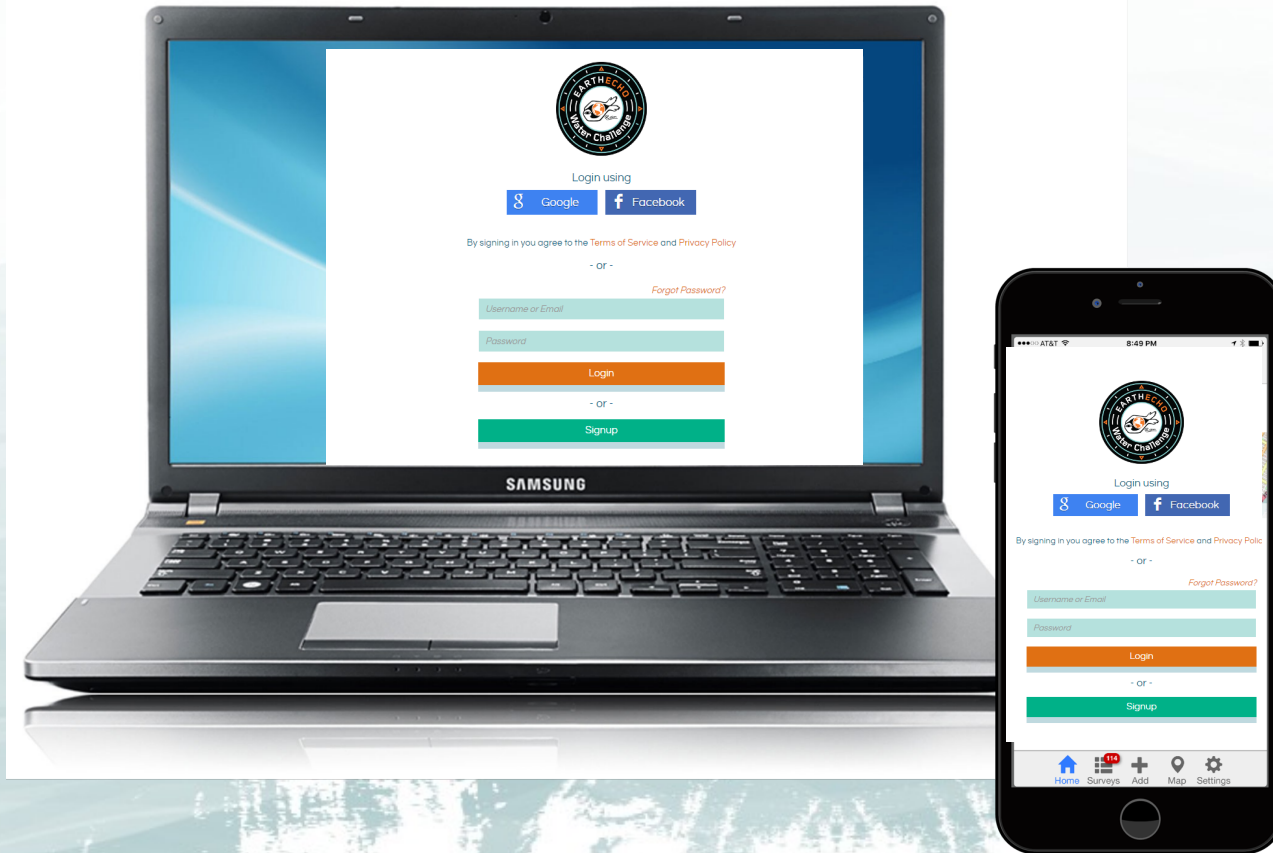 EARTHECHO
Water Challenge
Login using
g Google f Facebook
By signing in you agree to the Terms of Service and Privacy Policy
- or -
Forgot Password?
Username or Email
Password
Login
- or -
Signup
SAMSUNG
AT&T 8:49 PM
EARTHECHO
Water Challenge
Login using
g Google f Facebook
By signing in you agree to the Terms of Service and Privacy Polic
- or -
Forgot Password?
Username or Email
Password
Login
- or -
Signup
114
Home Surveys Add Map Settings